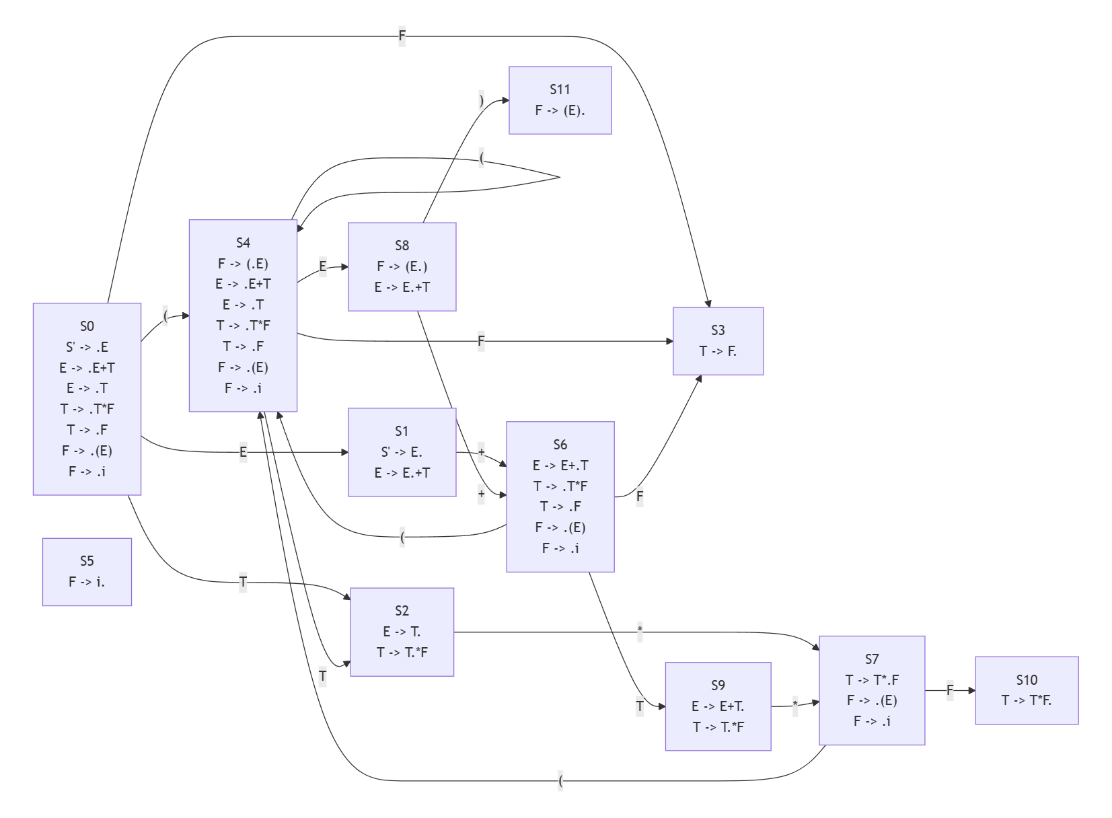 F
S11
F -> (E).
)
(
S4
F -> (.E)
E -> .E+T
E -> .T
T -> .T*F
T -> .F
F -> .(E)
F -> .i
S8
F -> (E.)
E -> E.+T
E
S0
S' -> .E
E -> .E+T
E -> .T
T -> .T*F
T -> .F
F -> .(E)
F -> .i
(
F
S3
T -> F.
E
S1
S' -> E.
E -> E.+T
+
+
S6
E -> E+.T
T -> .T*F
T -> .F
F -> .(E)
F -> .i
F
(
S5
F -> i.
T
S2
E -> T.
T -> T.*F
T
*
S7
T -> T*.F
F -> .(E)
F -> .i
F
S10
T -> T*F.
T
S9
E -> E+T.
T -> T.*F
*
(